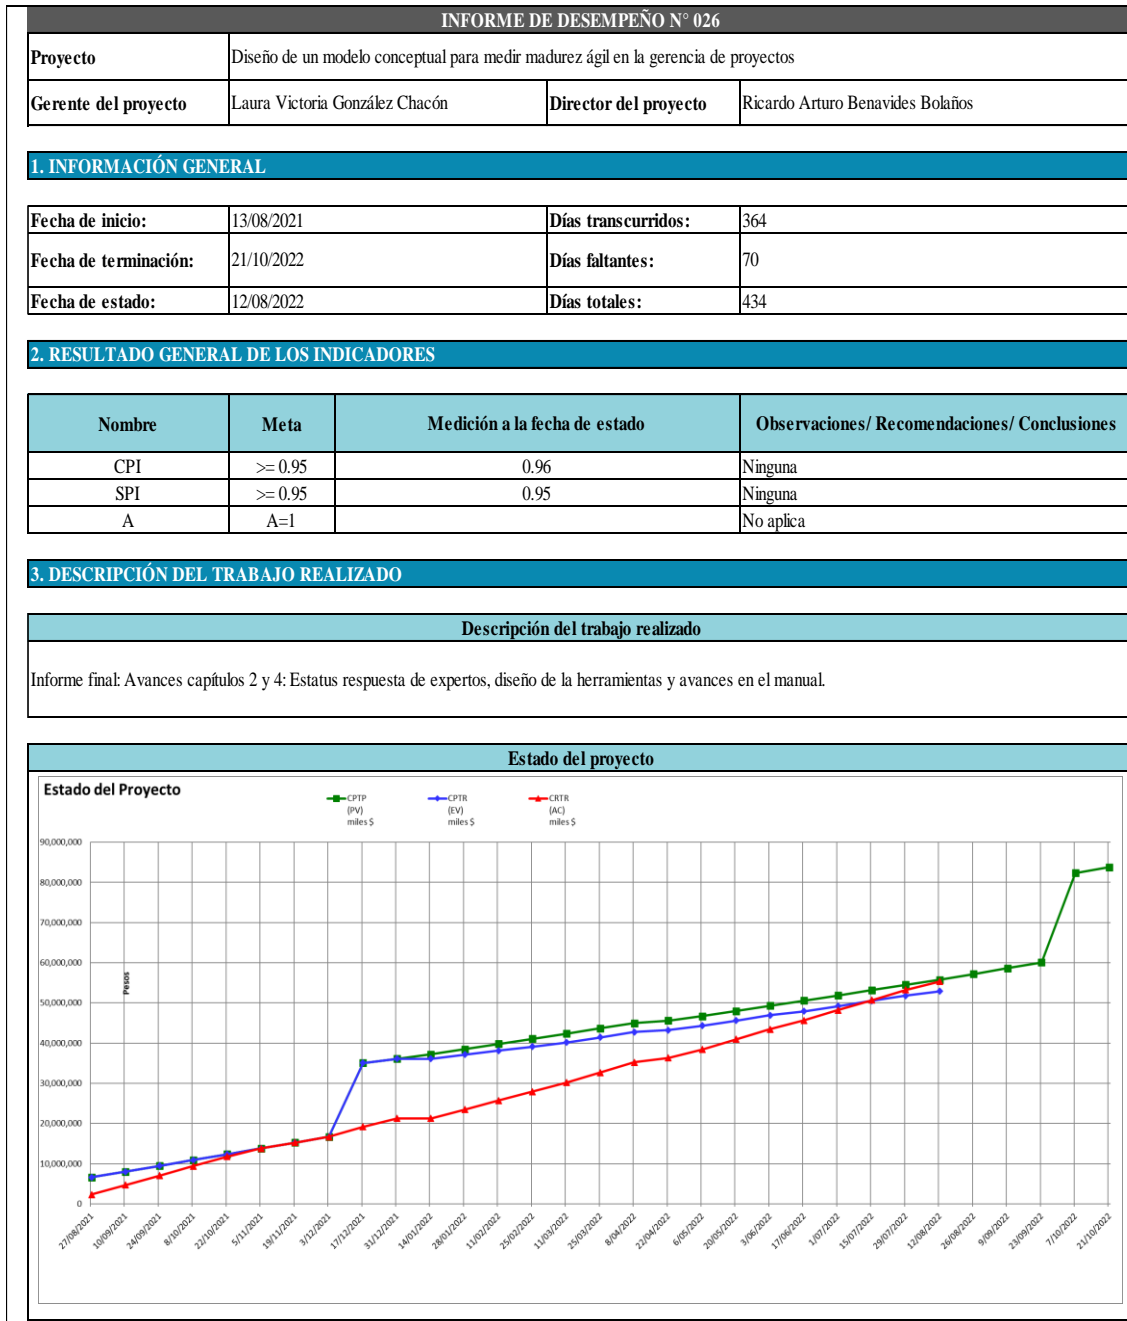 INFORME DE DESEMPEÑO N° 026
Proyecto Diseño de un modelo conceptual para medir madurez ágil en la gerencia de proyectos
Gerente del proyecto Laura Victoria González Chacón Director del proyecto Ricardo Arturo Benavides Bolaños
1. INFORMACIÓN GENERAL
Fecha de inicio: 13/08/2021 Días transcurridos: 364
Fecha de terminación: 21/10/2022 Días faltantes: 70
Fecha de estado: 12/08/2022 Días totales: 434
2. RESULTADO GENERAL DE LOS INDICADORES
Nombre Meta Medición a la fecha de estado Observaciones/ Recomendaciones/ Conclusiones
CPI >= 0.95 0.96 Ninguna
SPI >= 0.95 0.95 Ninguna
A A=1 No aplica
3. DESCRIPCIÓN DEL TRABAJO REALIZADO
Descripción del trabajo realizado
Informe final: Avances capítulos 2 y 4: Estatus respuesta de expertos, diseño de la herramientas y avances en el manual.
Estado del proyecto
Estado del Proyecto
CPTP CPTR CRTR
(PV) (EV) (AC)
miles $ miles $ miles $
90,000,000
80,000,000
70,000,000
60,000,000
50,000,000
40,000,000
30,000,000
20,000,000
10,000,000
0
Pesos
27/08/2021 10/09/2021 24/09/2021 8/10/2021 22/10/2021 5/11/2021 19/11/2021 3/12/2021 17/12/2021 31/12/2021 14/01/2022 28/01/2022 11/02/2022 25/02/2022 11/03/2022 25/03/2022 8/04/2022 22/04/2022 6/05/2022 20/05/2022 3/06/2022 17/06/2022 1/07/2022 15/07/2022 29/07/2022 12/08/2022 26/08/2022 9/09/2022 23/09/2022 7/10/2022 21/10/2022